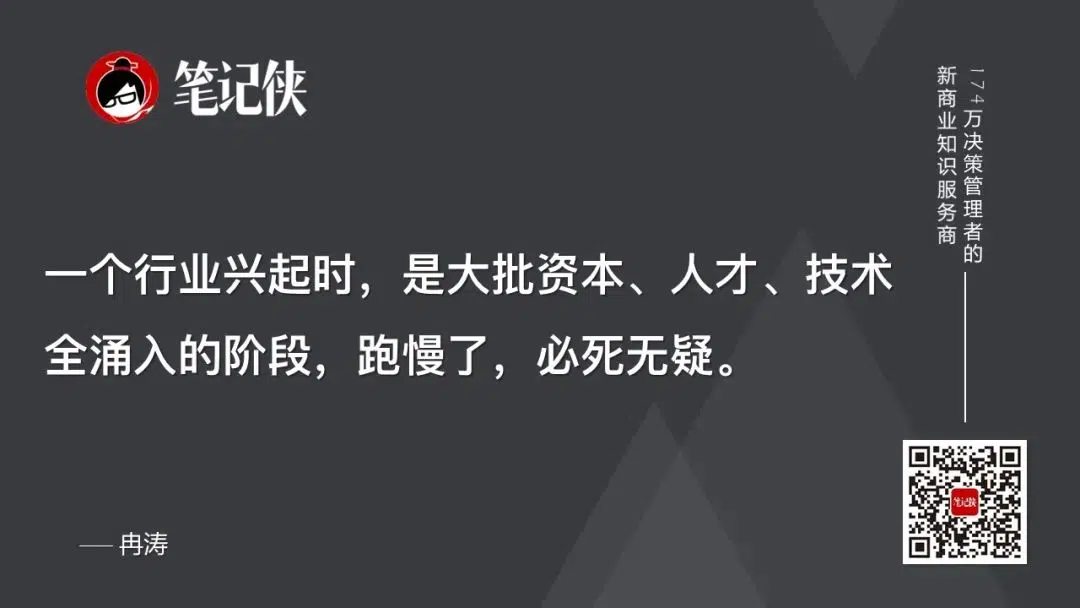 笔记侠
174万决策管理者的
新商业知识服务商
一个行业兴起时，是大批资本、人才、技术
全涌入的阶段，跑慢了，必死无疑。
—— 冉涛
笔记侠